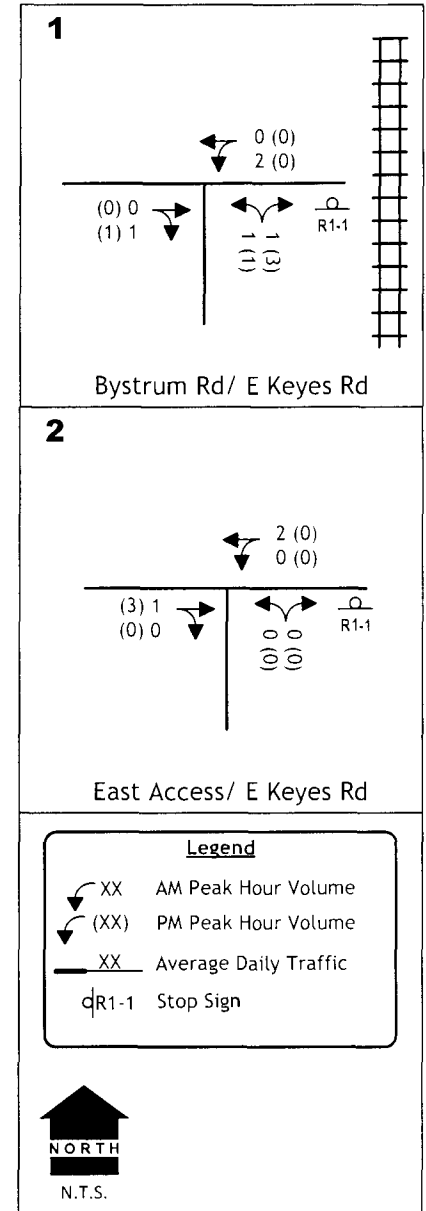 1
0 (0)
2 (0)
(0) 0
(1) 1
1 (1)
1 (3)
R1-1
Bystrum Rd/ E Keyes Rd
2
2 (0)
0 (0)
(3) 1
(0) 0
0 (0)
0 (0)
R1-1
East Access/ E Keyes Rd
Legend
XX AM Peak Hour Volume
(XX) PM Peak Hour Volume
XX Average Daily Traffic
R1-1 Stop Sign
NORTH
N.T.S.